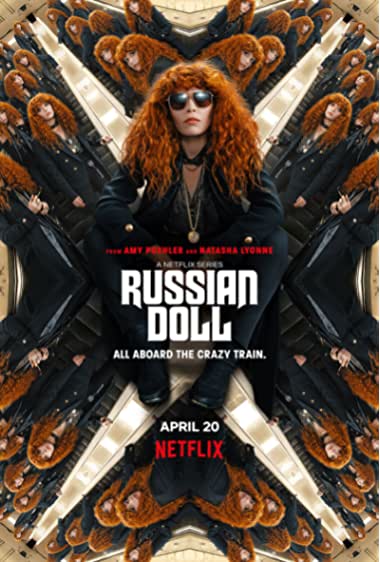 FROM AMY POEHLER AND NATASHA LYONNE
A NETFLIX SERIES
RUSSIAN
DOLL
ALL ABOARD THE CRAZY TRAIN.
APRIL 20
NETFLIX